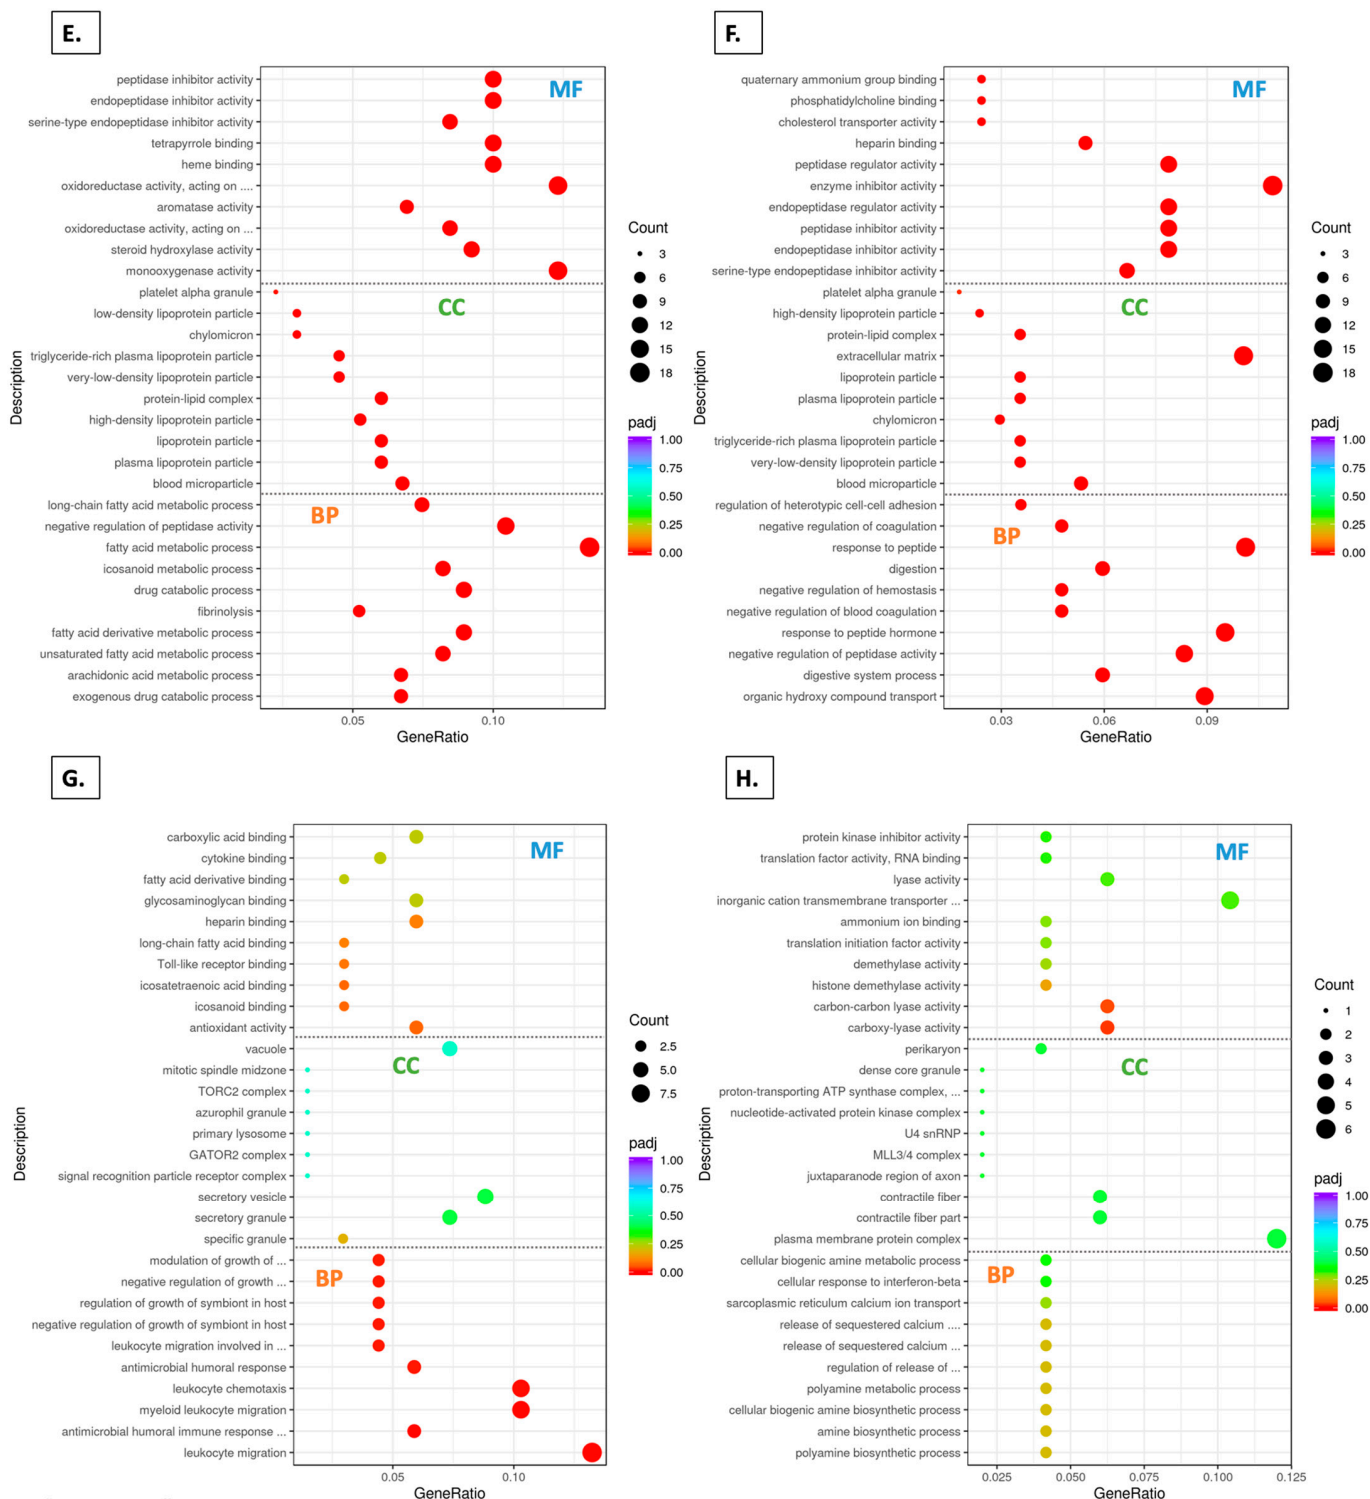 E.
peptidase inhibitor activity
endopeptidase inhibitor activity
serine-type endopeptidase inhibitor activity
tetrapyrrole binding
heme binding
oxidoreductase activity, acting on ....
aromatase activity
oxidoreductase activity, acting on ...
steroid hydroxylase activity
monooxygenase activity
platelet alpha granule
low-density lipoprotein particle
chylomicron
triglyceride-rich plasma lipoprotein particle
very-low-density lipoprotein particle
protein-lipid complex
high-density lipoprotein particle
lipoprotein particle
plasma lipoprotein particle
blood microparticle
long-chain fatty acid metabolic process
negative regulation of peptidase activity
fatty acid metabolic process
icosanoid metabolic process
drug catabolic process
fibrinolysis
fatty acid derivative metabolic process
unsaturated fatty acid metabolic process
arachidonic acid metabolic process
exogenous drug catabolic process
Description
MF
CC
BP
0.05 0.10
GeneRatio
Count
3
6
9
12
15
18
padj
1.00
0.75
0.50
0.25
0.00
F.
quaternary ammonium group binding
phosphatidylcholine binding
cholesterol transporter activity
heparin binding
peptidase regulator activity
enzyme inhibitor activity
endopeptidase regulator activity
peptidase inhibitor activity
endopeptidase inhibitor activity
serine-type endopeptidase inhibitor activity
platelet alpha granule
high-density lipoprotein particle
protein-lipid complex
extracellular matrix
lipoprotein particle
plasma lipoprotein particle
chylomicron
triglyceride-rich plasma lipoprotein particle
very-low-density lipoprotein particle
blood microparticle
regulation of heterotypic cell-cell adhesion
negative regulation of coagulation
response to peptide
digestion
negative regulation of hemostasis
negative regulation of blood coagulation
response to peptide hormone
negative regulation of peptidase activity
digestive system process
organic hydroxy compound transport
Description
MF
CC
BP
0.03 0.06 0.09
GeneRatio
Count
3
6
9
12
15
18
padj
1.00
0.75
0.50
0.25
0.00
G.
carboxylic acid binding
cytokine binding
fatty acid derivative binding
glycosaminoglycan binding
heparin binding
long-chain fatty acid binding
Toll-like receptor binding
icosatetraenoic acid binding
icosanoid binding
antioxidant activity
vacuole
mitotic spindle midzone
TORC2 complex
azurophil granule
primary lysosome
GATOR2 complex
signal recognition particle receptor complex
secretory vesicle
secretory granule
specific granule
modulation of growth of ...
negative regulation of growth ...
regulation of growth of symbiont in host
negative regulation of growth of symbiont in host
leukocyte migration involved in ...
antimicrobial humoral response
leukocyte chemotaxis
myeloid leukocyte migration
antimicrobial humoral immune response ...
leukocyte migration
Description
MF
CC
BP
0.05 0.10
GeneRatio
Count
2.5
5.0
7.5
padj
1.00
0.75
0.50
0.25
0.00
H.
protein kinase inhibitor activity
translation factor activity, RNA binding
lyase activity
inorganic cation transmembrane transporter ...
ammonium ion binding
translation initiation factor activity
demethylase activity
histone demethylase activity
carbon-carbon lyase activity
carboxy-lyase activity
perikaryon
dense core granule
proton-transporting ATP synthase complex, ...
nucleotide-activated protein kinase complex
U4 snRNP
MLL3/4 complex
juxtaparanode region of axon
contractile fiber
contractile fiber part
plasma membrane protein complex
cellular biogenic amine metabolic process
cellular response to interferon-beta
sarcoplasmic reticulum calcium ion transport
release of sequestered calcium ....
release of sequestered calcium ...
regulation of release of ...
polyamine metabolic process
cellular biogenic amine biosynthetic process
amine biosynthetic process
polyamine biosynthetic process
Description
MF
CC
BP
0.025 0.050 0.075 0.100 0.125
GeneRatio
Count
1
2
3
4
5
6
padj
1.00
0.75
0.50
0.25
0.00